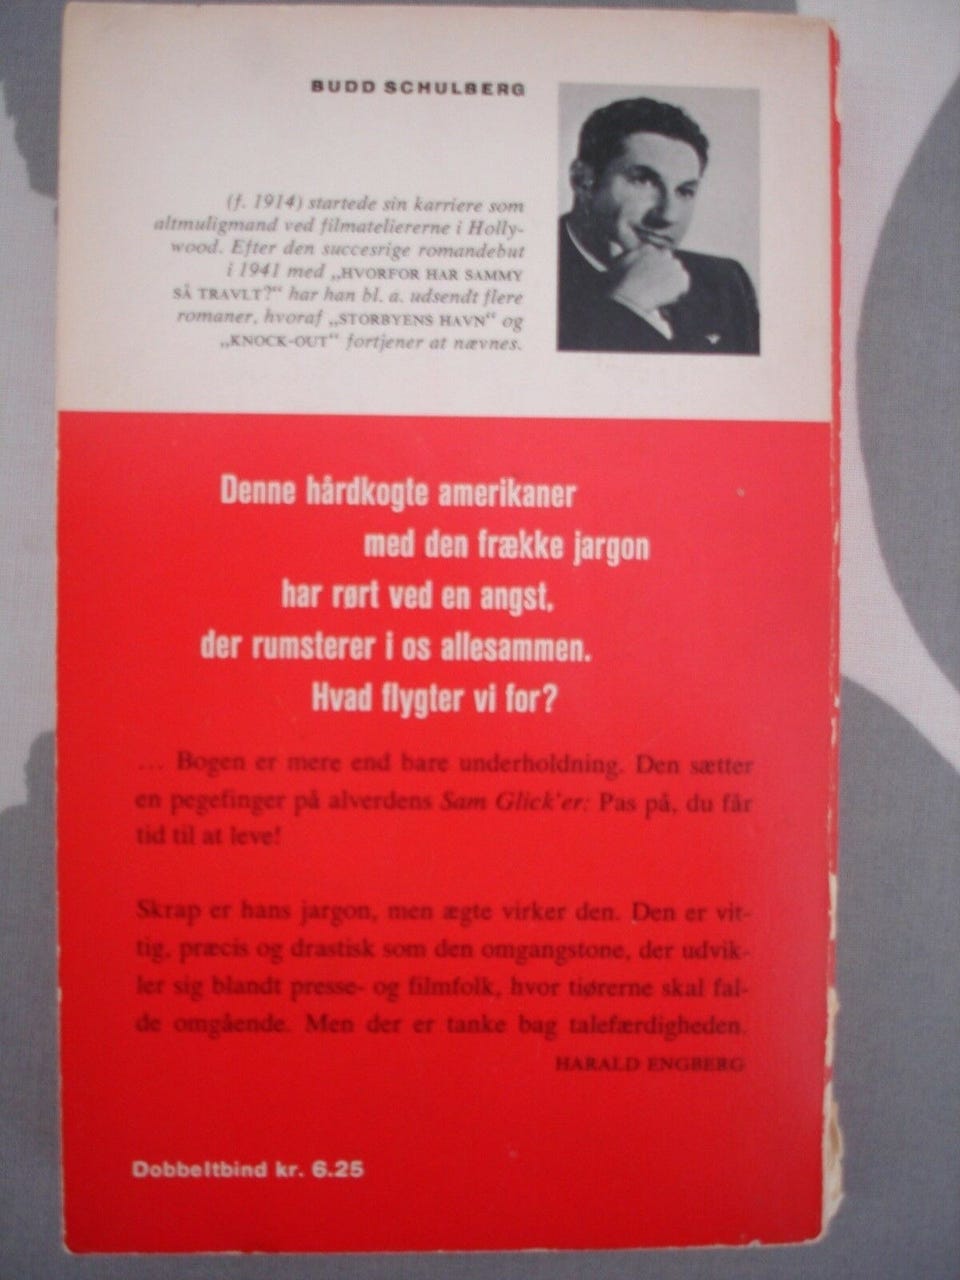 BUDD SCHULBERG
(f. 1914) startede sin karriere som
altmuligmand ved filmateliererne i Holly-
wood. Efter den succesrige romandebut
i 1941 med „HVORFOR HAR SAMMY
SÅ TRAVLT?“ har han bl. a. udsendt flere
romaner, hvoraf „STORBYENS HAVN“ og
„KNOCK-OUT“ fortjener at nævnes.
Denne hårdkogte amerikaner
med den frække jargon
har rørt ved en angst,
der rumsterer i os allesammen.
Hvad flygter vi for?
... Bogen er mere end bare underholdning. Den sætter
en pegefinger på alverdens Sam Glick'er: Pas på, du får
tid til at leve!
Skrap er hans jargon, men ægte virker den. Den er vit-
tig, præcis og drastisk som den omgangstone, der udvik-
ler sig blandt presse- og filmfolk, hvor tiørerne skal fal-
de omgående. Men der er tanke bag talefærdigheden.
HARALD ENGBERG
Dobbeltbind kr. 6.25